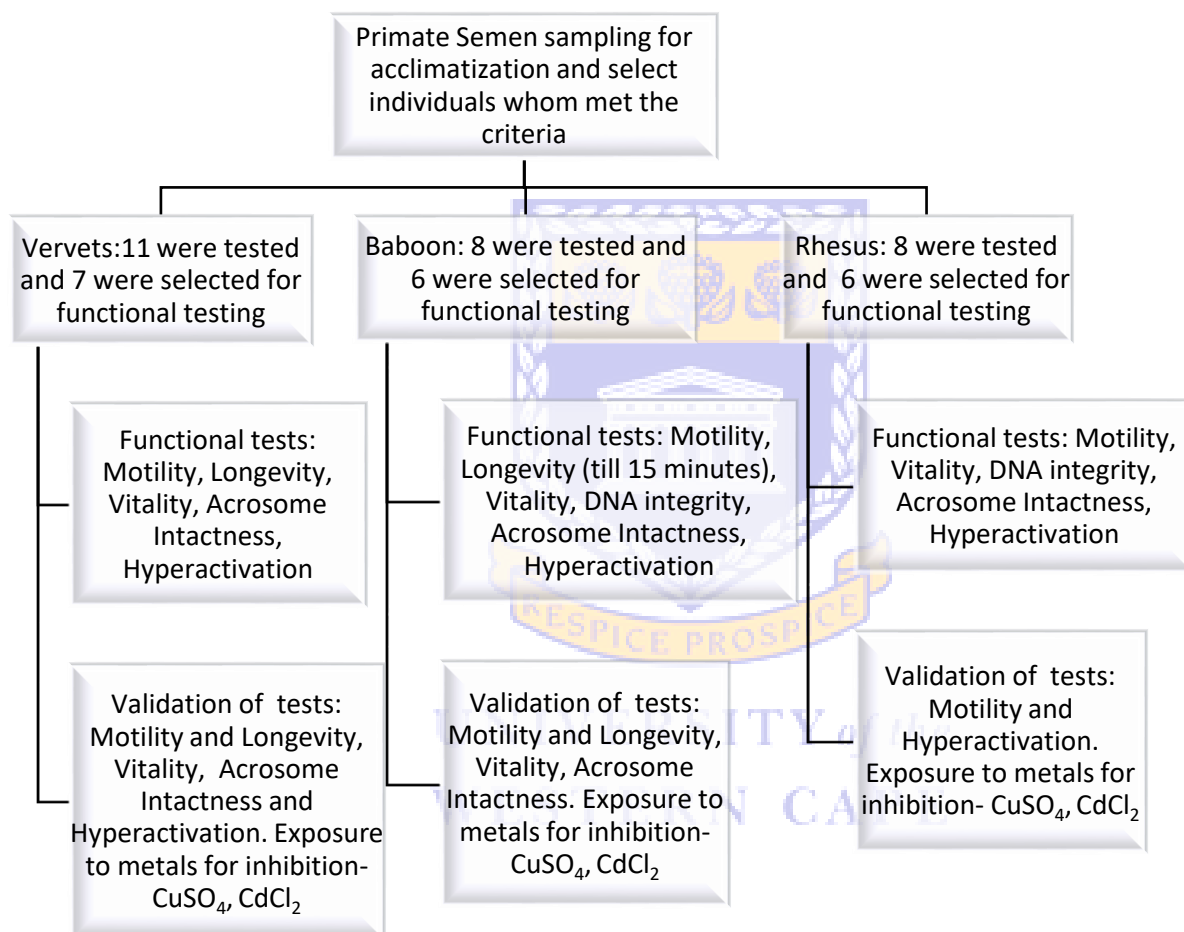 Primate Semen sampling for
acclimatization and select
individuals whom met the
criteria
Vervets:11 were tested
and 7 were selected for
functional testing
Baboon: 8 were tested and
6 were selected for
functional testing
Rhesus: 8 were tested
and 6 were selected for
functional testing
Functional tests:
Motility, Longevity,
Vitality, Acrosome
Intactness,
Hyperactivation
Functional tests: Motility,
Longevity (till 15 minutes),
Vitality, DNA integrity,
Acrosome Intactness,
Hyperactivation
Functional tests: Motility,
Vitality, DNA integrity,
Acrosome Intactness,
Hyperactivation
Validation of tests:
Motility and Longevity,
Vitality, Acrosome
Intactness and
Hyperactivation. Exposure
to metals for inhibition-
CuSO₄, CdCl₂
Validation of tests:
Motility and Longevity,
Vitality, Acrosome
Intactness. Exposure to
metals for inhibition-
CuSO₄, CdCl₂
Validation of tests:
Motility and
Hyperactivation.
Exposure to metals for
inhibition- CuSO₄, CdCl₂
RESPICE PROSPICE
UNIVERSITY of the
WESTERN CAPE